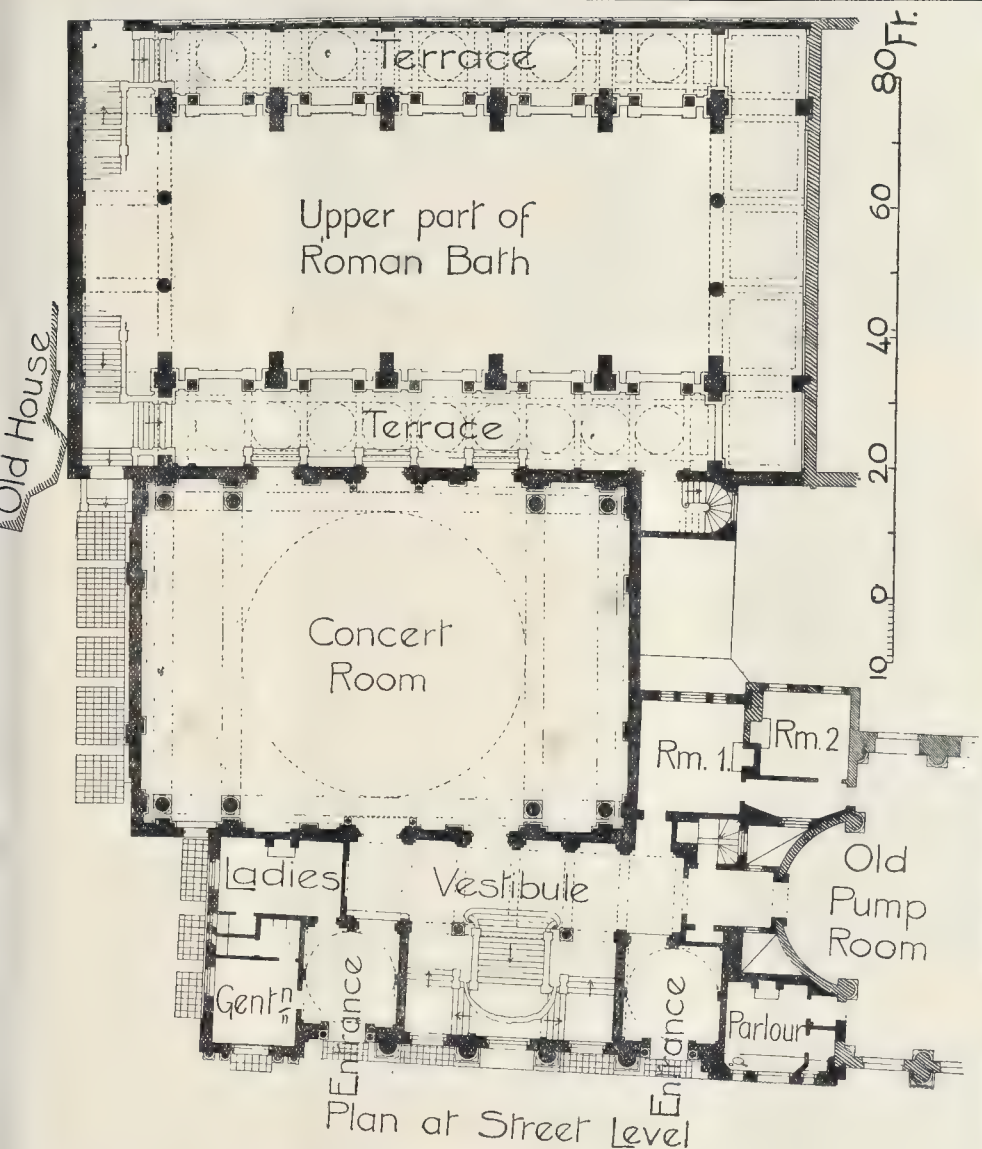 Terrace
80 Ft.
Upper part of
Roman Bath
60
Old House
40
Terrace
20
0
Concert
Room
10
Rm. 1.
Rm. 2
Ladies
Vestibule
Old
Pump
Room
Gentn
Entrance
Entrance
Parlour
Plan at Street Level